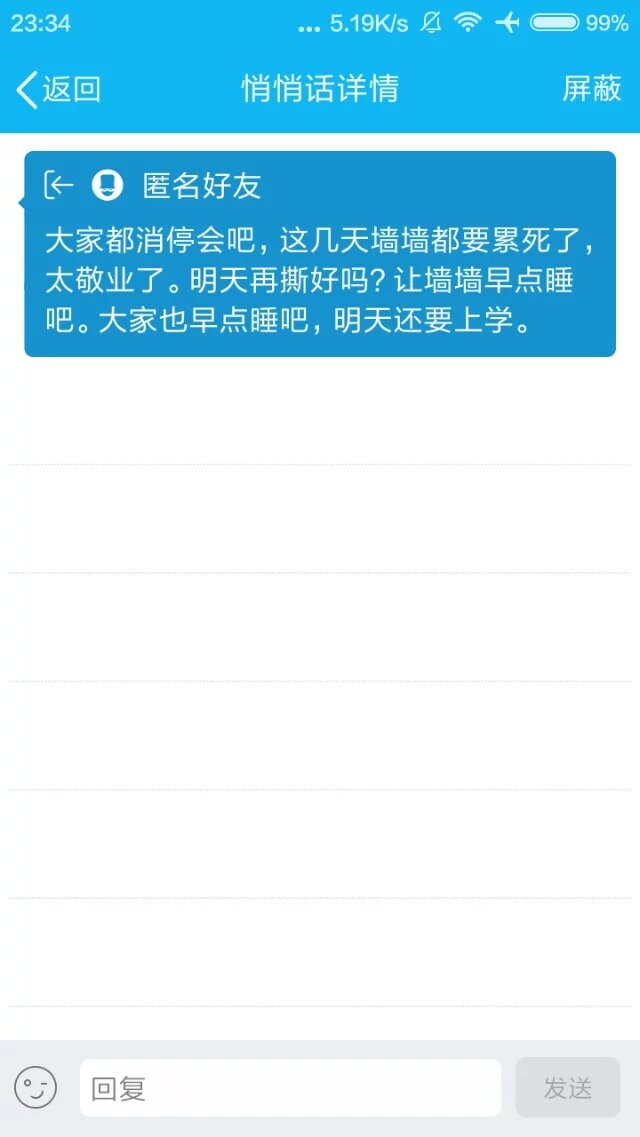 23:34 ... 5.19K/s 99%
返回 悄悄话详情 屏蔽
匿名好友
大家都消停会吧，这几天墙墙都要累死了，
太敬业了。明天再撕好吗？让墙墙早点睡
吧。大家也早点睡吧，明天还要上学。
回复 发送